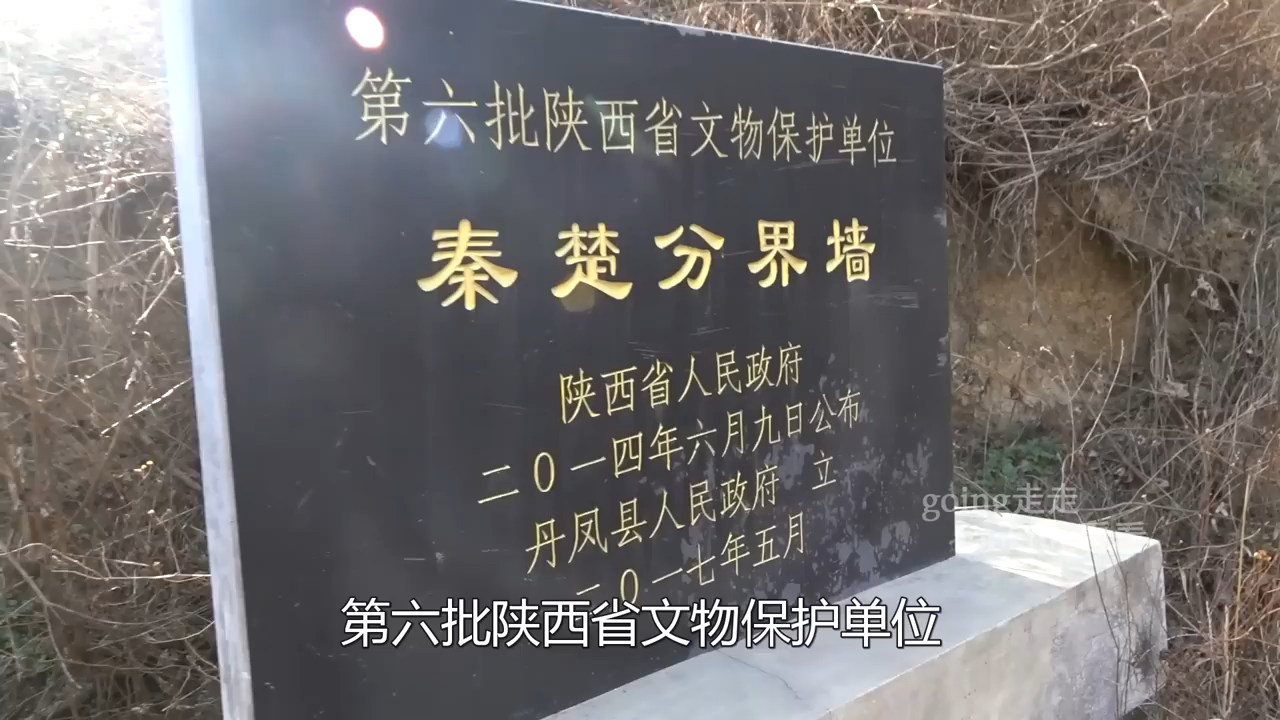 第六批陕西省文物保护单位
秦楚分界墙
陕西省人民政府
二0一四年六月九日公布
丹凤县人民政府 立
二0一七年五月
going走走
第六批陕西省文物保护单位